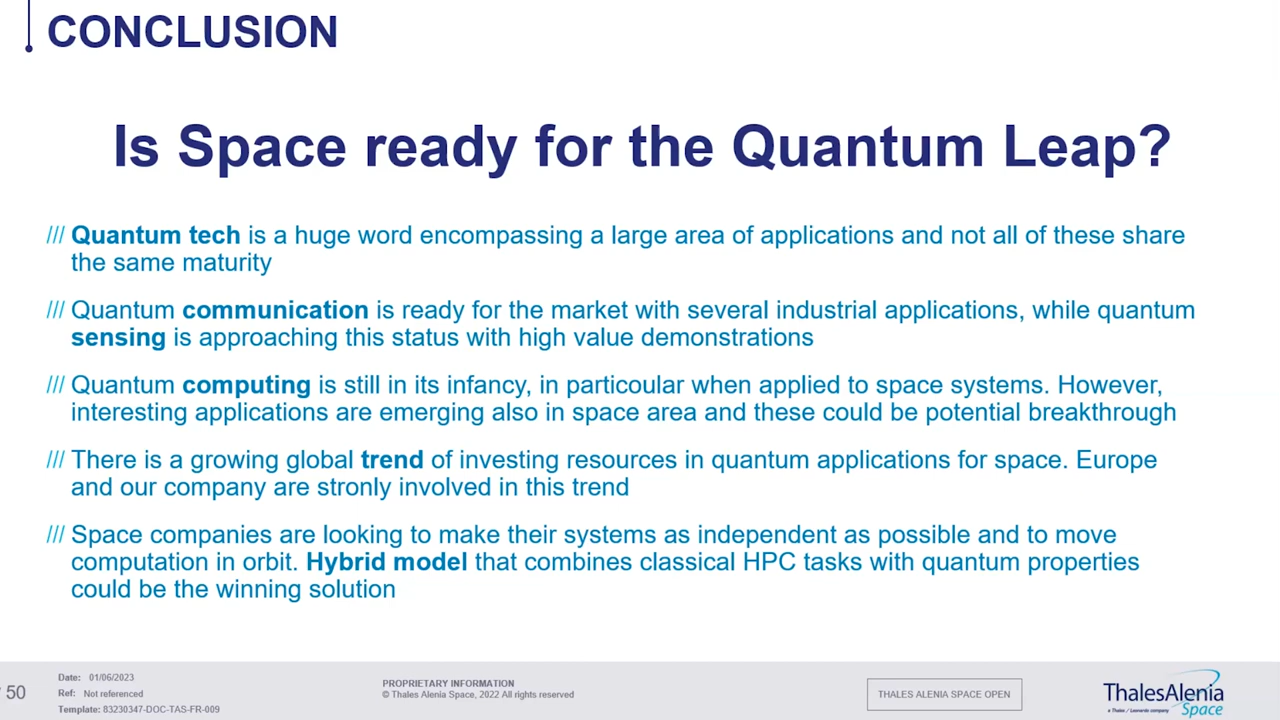 CONCLUSION
Is Space ready for the Quantum Leap?
/// Quantum tech is a huge word encompassing a large area of applications and not all of these share
the same maturity
/// Quantum communication is ready for the market with several industrial applications, while quantum
sensing is approaching this status with high value demonstrations
/// Quantum computing is still in its infancy, in particoular when applied to space systems. However,
interesting applications are emerging also in space area and these could be potential breakthrough
/// There is a growing global trend of investing resources in quantum applications for space. Europe
and our company are stronly involved in this trend
/// Space companies are looking to make their systems as independent as possible and to move
computation in orbit. Hybrid model that combines classical HPC tasks with quantum properties
could be the winning solution
50
Date: 01/06/2023
Ref: Not referenced
Template: 83230347-DOC-TAS-FR-009
PROPRIETARY INFORMATION
© Thales Alenia Space, 2022 All rights reserved
THALES ALENIA SPACE OPEN
ThalesAlenia
a Thales / Leonardo company
Space